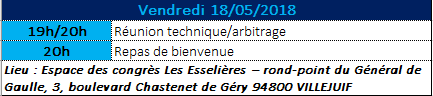 Vendredi 18/05/2018
19h/20h Réunion technique/arbitrage
20h Repas de bienvenue
Lieu : Espace des congrès Les Esselières – rond-point du Général de
Gaulle, 3, boulevard Chastenet de Géry 94800 VILLEJUIF